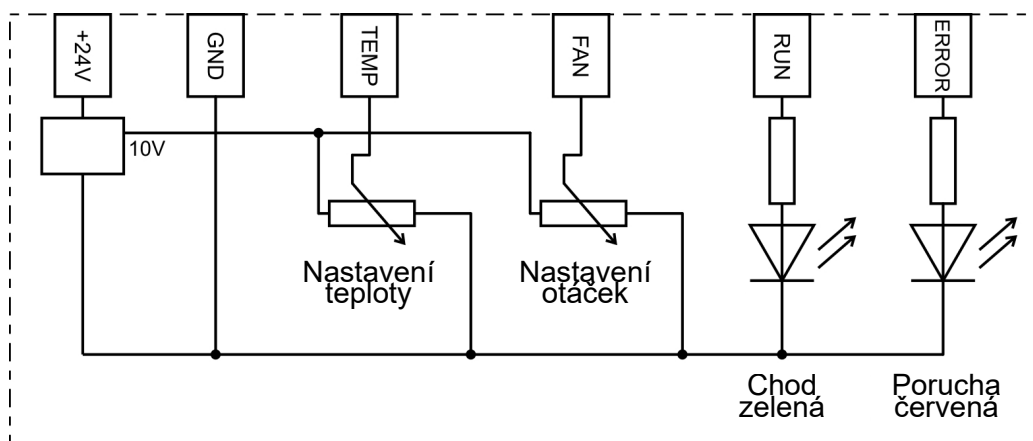 +24V
GND
TEMP
FAN
RUN
ERROR
10V
Nastavení
teploty
Nastavení
otáček
Chod
zelená
Porucha
červená